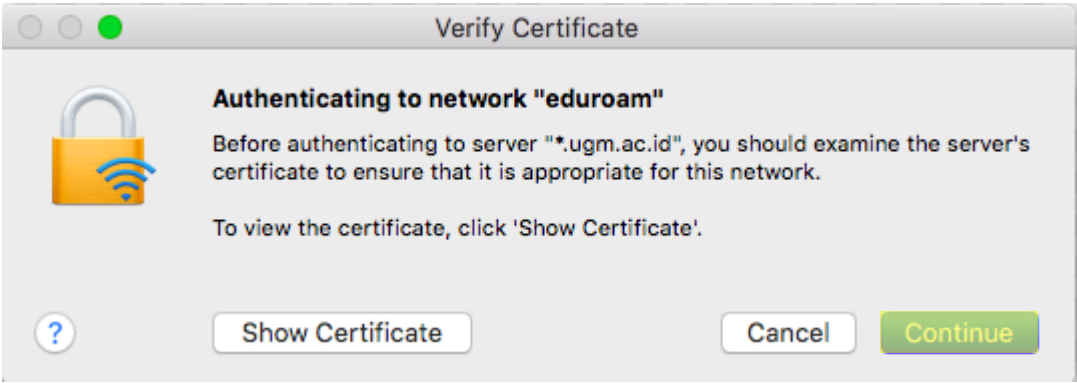 Verify Certificate
Authenticating to network "eduroam"
Before authenticating to server "*.ugm.ac.id", you should examine the server's
certificate to ensure that it is appropriate for this network.
To view the certificate, click 'Show Certificate'.
?
Show Certificate
Cancel
Continue